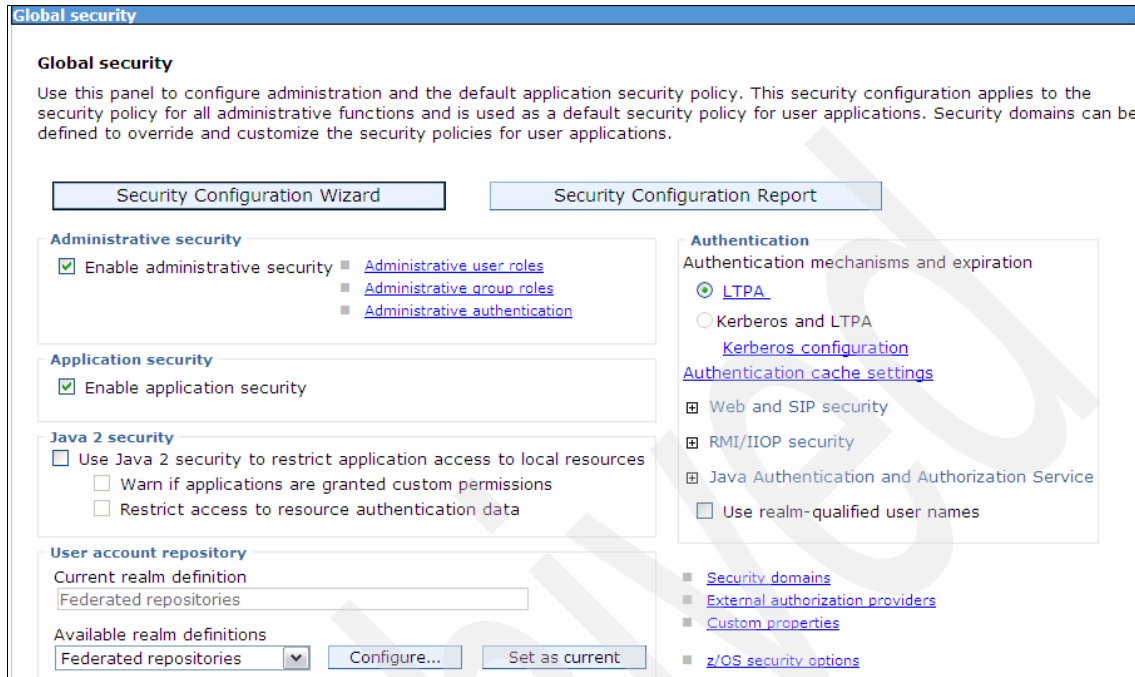 Global security
Global security
Use this panel to configure administration and the default application security policy. This security configuration applies to the
security policy for all administrative functions and is used as a default security policy for user applications. Security domains can be
defined to override and customize the security policies for user applications.
Security Configuration Wizard
Security Configuration Report
Administrative security
Enable administrative security
Administrative user roles
Administrative group roles
Administrative authentication
Application security
Enable application security
Java 2 security
Use Java 2 security to restrict application access to local resources
Warn if applications are granted custom permissions
Restrict access to resource authentication data
User account repository
Current realm definition
Federated repositories
Available realm definitions
Federated repositories
Configure...
Set as current
Authentication
Authentication mechanisms and expiration
LTPA
Kerberos and LTPA
Kerberos configuration
Authentication cache settings
Web and SIP security
RMI/IIOP security
Java Authentication and Authorization Service
Use realm-qualified user names
Security domains
External authorization providers
Custom properties
z/OS security options